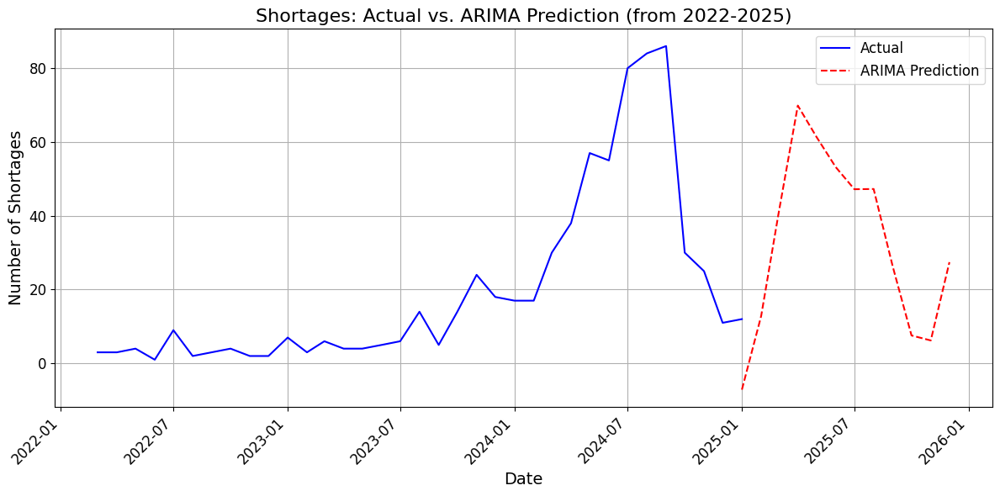 Shortages: Actual vs. ARIMA Prediction (from 2022-2025)
Actual
ARIMA Prediction
Number of Shortages
80
60
40
20
0
2022-01
2022-07
2023-01
2023-07
2024-01
2024-07
2025-01
2025-07
2026-01
Date